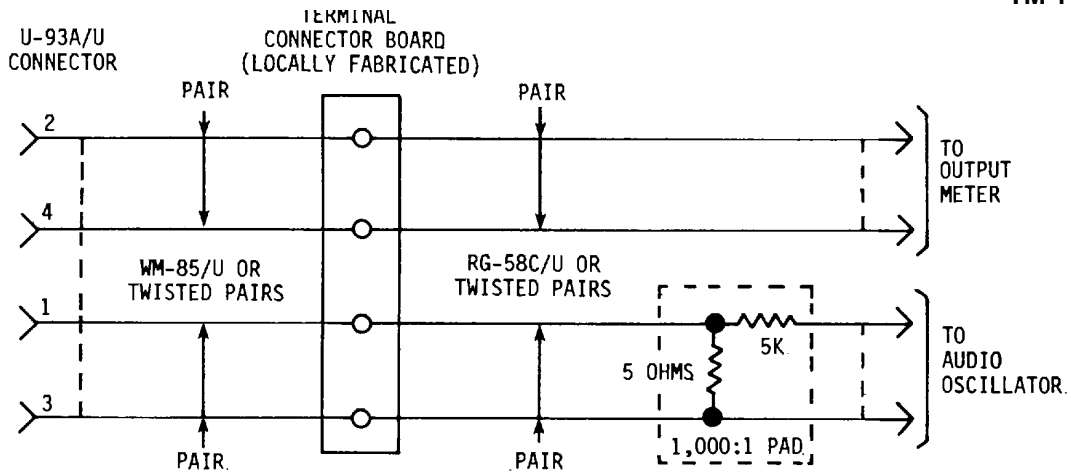 U-93A/U
CONNECTOR
TERMINAL
CONNECTOR BOARD
(LOCALLY FABRICATED)
PAIR
PAIR
2
4
1
3
WM-85/U OR
TWISTED PAIRS
RG-58C/U OR
TWISTED PAIRS
TO
OUTPUT
METER
5 OHMS
5K
1,000:1 PAD
TO
AUDIO
OSCILLATOR
PAIR
PAIR